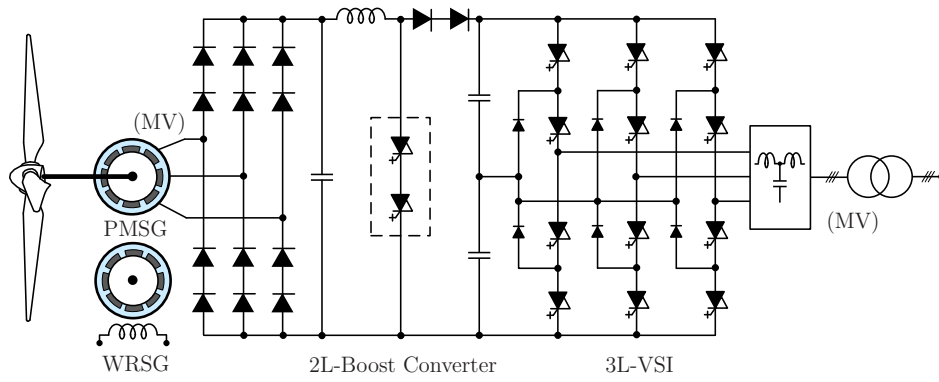 (MV)
PMSG
(MV)
WRSG
2L-Boost Converter
3L-VSI